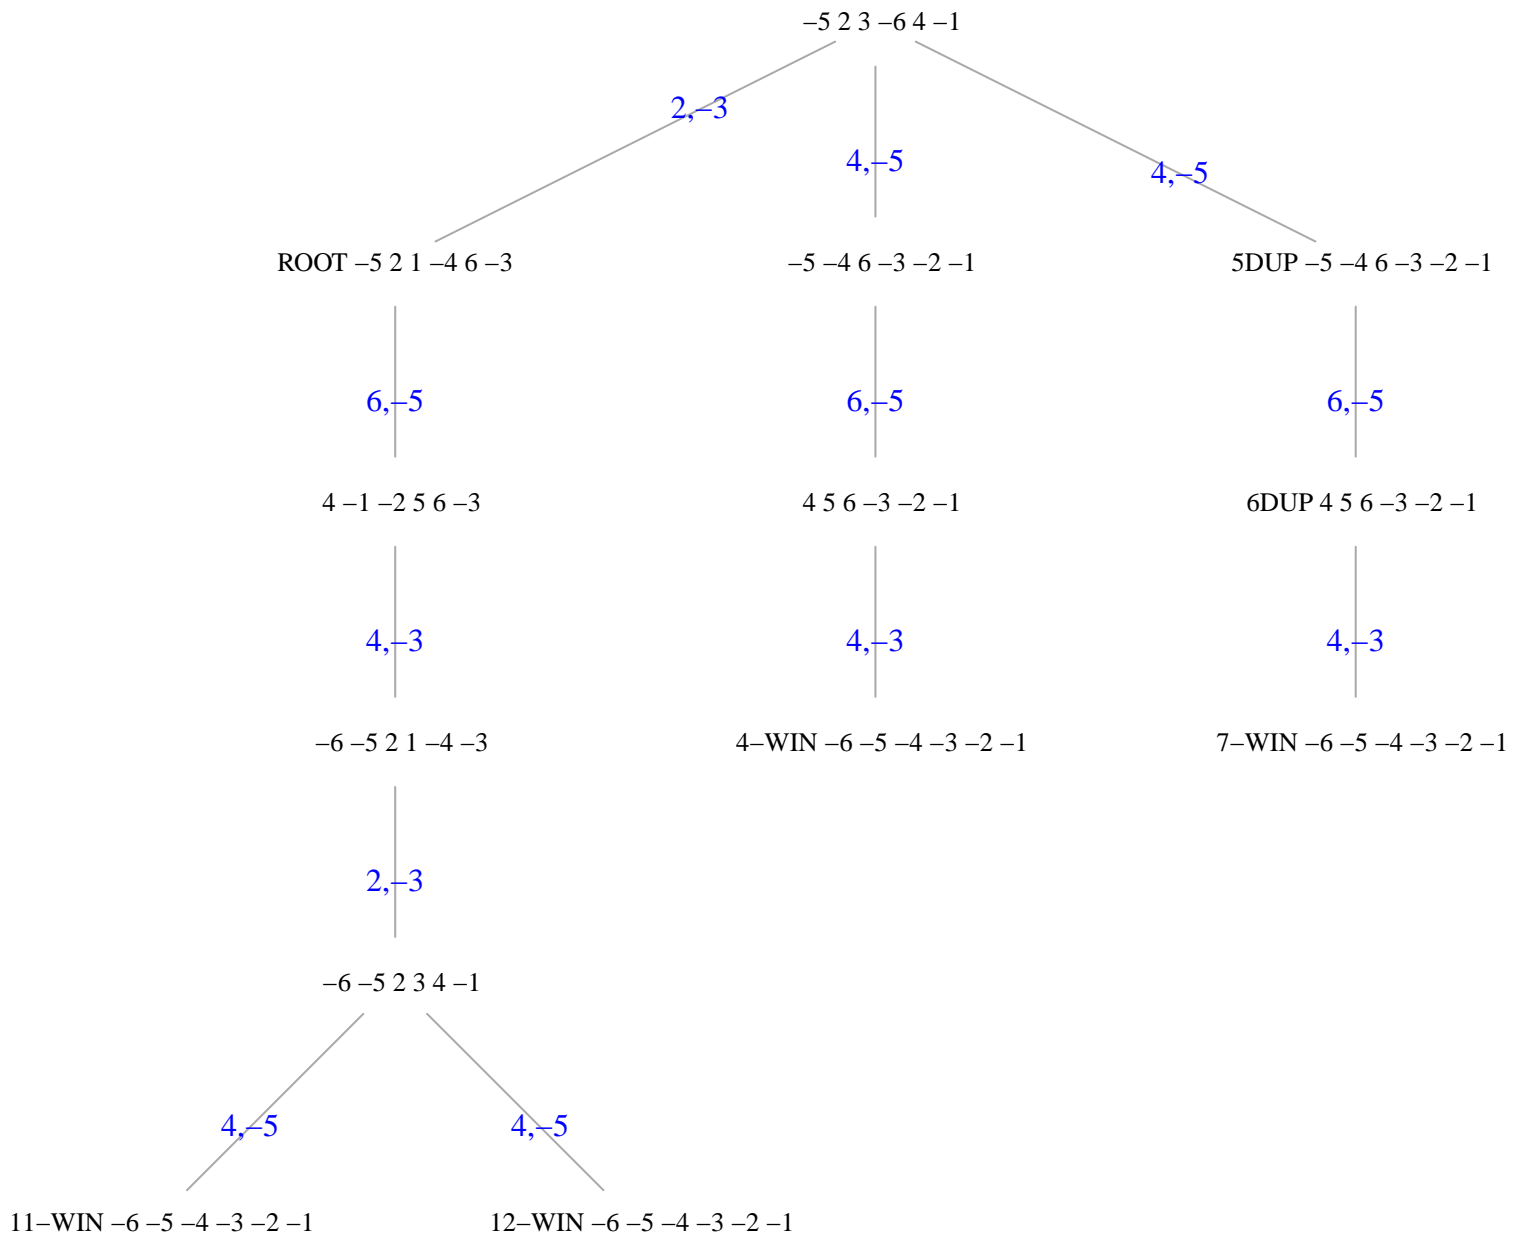 –5 2 3 –6 4 –1
2,–3
4,–5
4,–5
ROOT –5 2 1 –4 6 –3
–5 –4 6 –3 –2 –1
5DUP –5 –4 6 –3 –2 –1
6,–5
6,–5
6,–5
4 –1 –2 5 6 –3
4 5 6 –3 –2 –1
6DUP 4 5 6 –3 –2 –1
4,–3
4,–3
4,–3
–6 –5 2 1 –4 –3
4–WIN –6 –5 –4 –3 –2 –1
7–WIN –6 –5 –4 –3 –2 –1
2,–3
–6 –5 2 3 4 –1
4,–5
4,–5
11–WIN –6 –5 –4 –3 –2 –1
12–WIN –6 –5 –4 –3 –2 –1